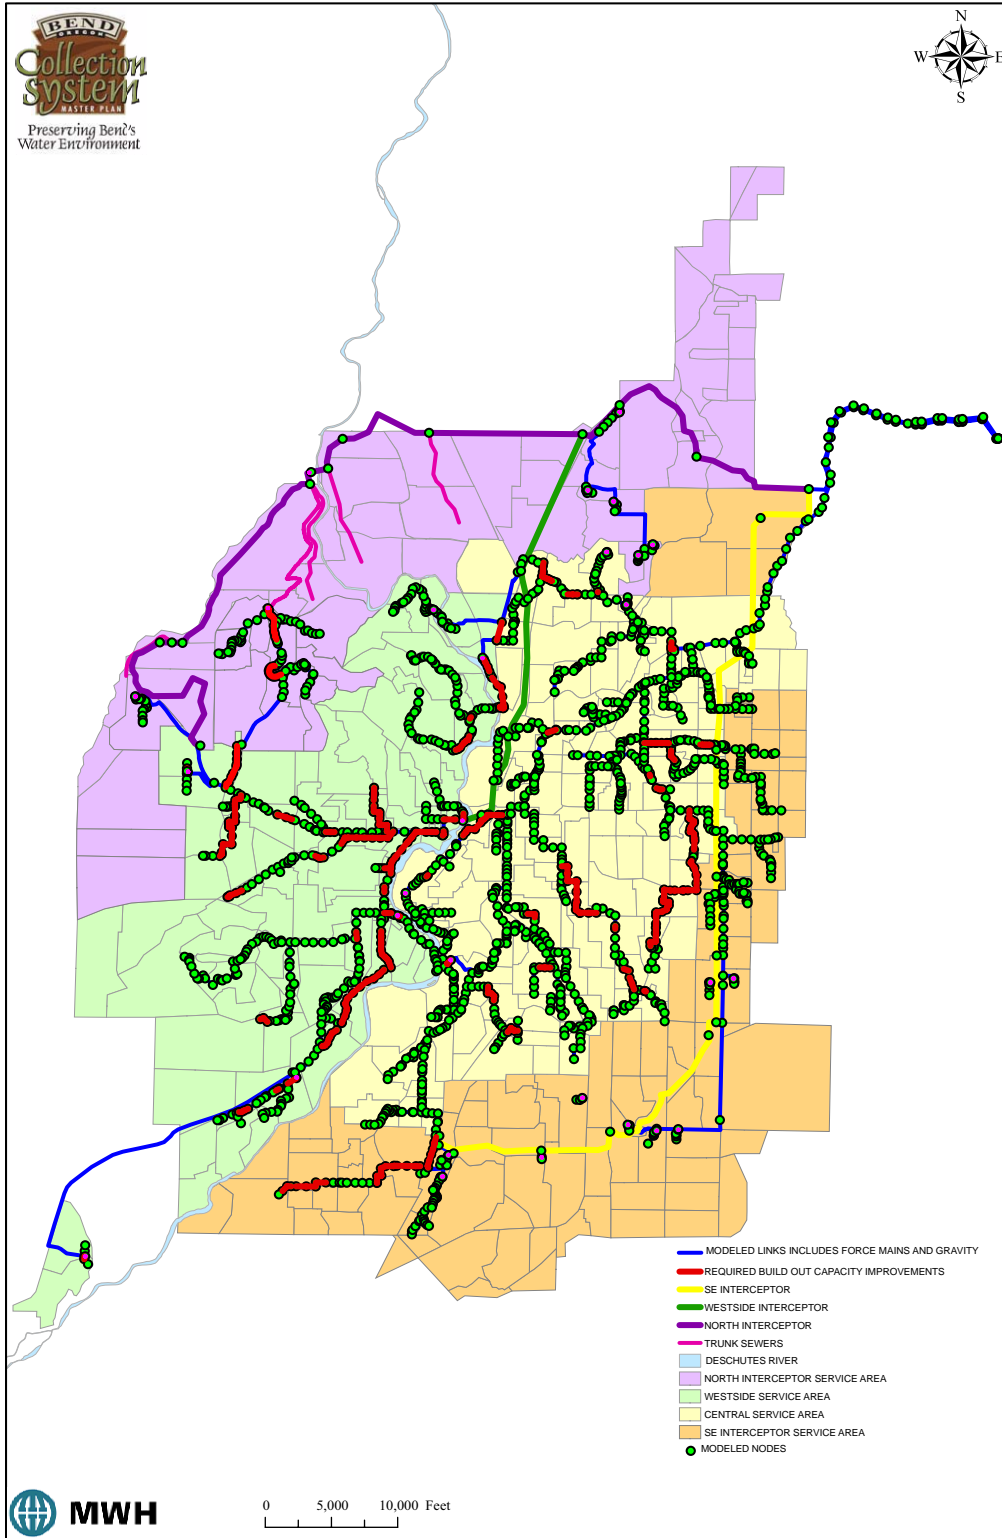 BEND
OREGON
Collection
System
MASTER PLAN
Preserving Bend's
Water Environment
N
W E
S
MODELED LINKS INCLUDES FORCE MAINS AND GRAVITY
REQUIRED BUILD OUT CAPACITY IMPROVEMENTS
SE INTERCEPTOR
WESTSIDE INTERCEPTOR
NORTH INTERCEPTOR
TRUNK SEWERS
DESCHUTES RIVER
NORTH INTERCEPTOR SERVICE AREA
WESTSIDE SERVICE AREA
CENTRAL SERVICE AREA
SE INTERCEPTOR SERVICE AREA
MODELED NODES
MWH
0 5,000 10,000 Feet